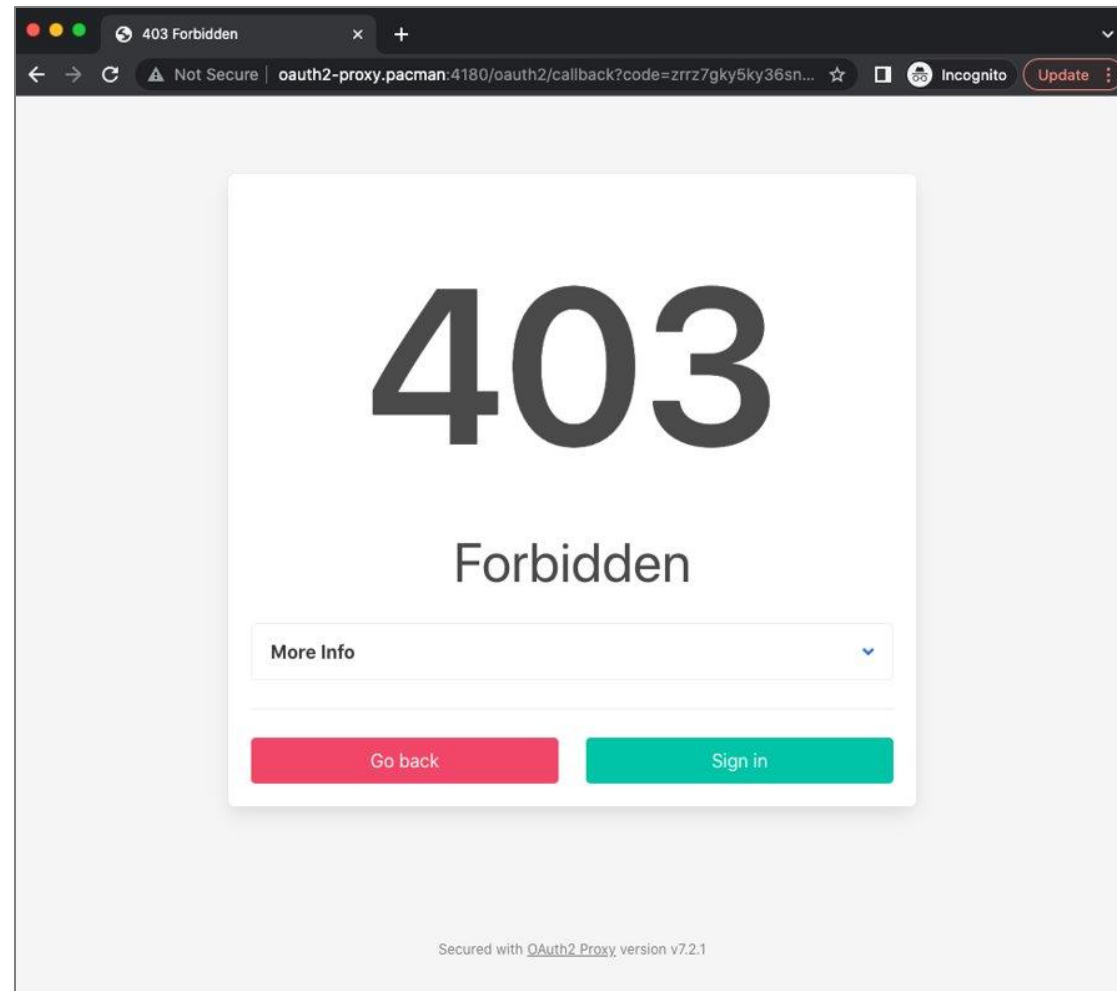 403 Forbidden
Not Secure | oauth2-proxy.pacman:4180/oauth2/callback?code=zrrz7gky5ky36sn... Incognito Update
403
Forbidden
More Info
Go back Sign in
Secured with OAuth2 Proxy version v7.2.1